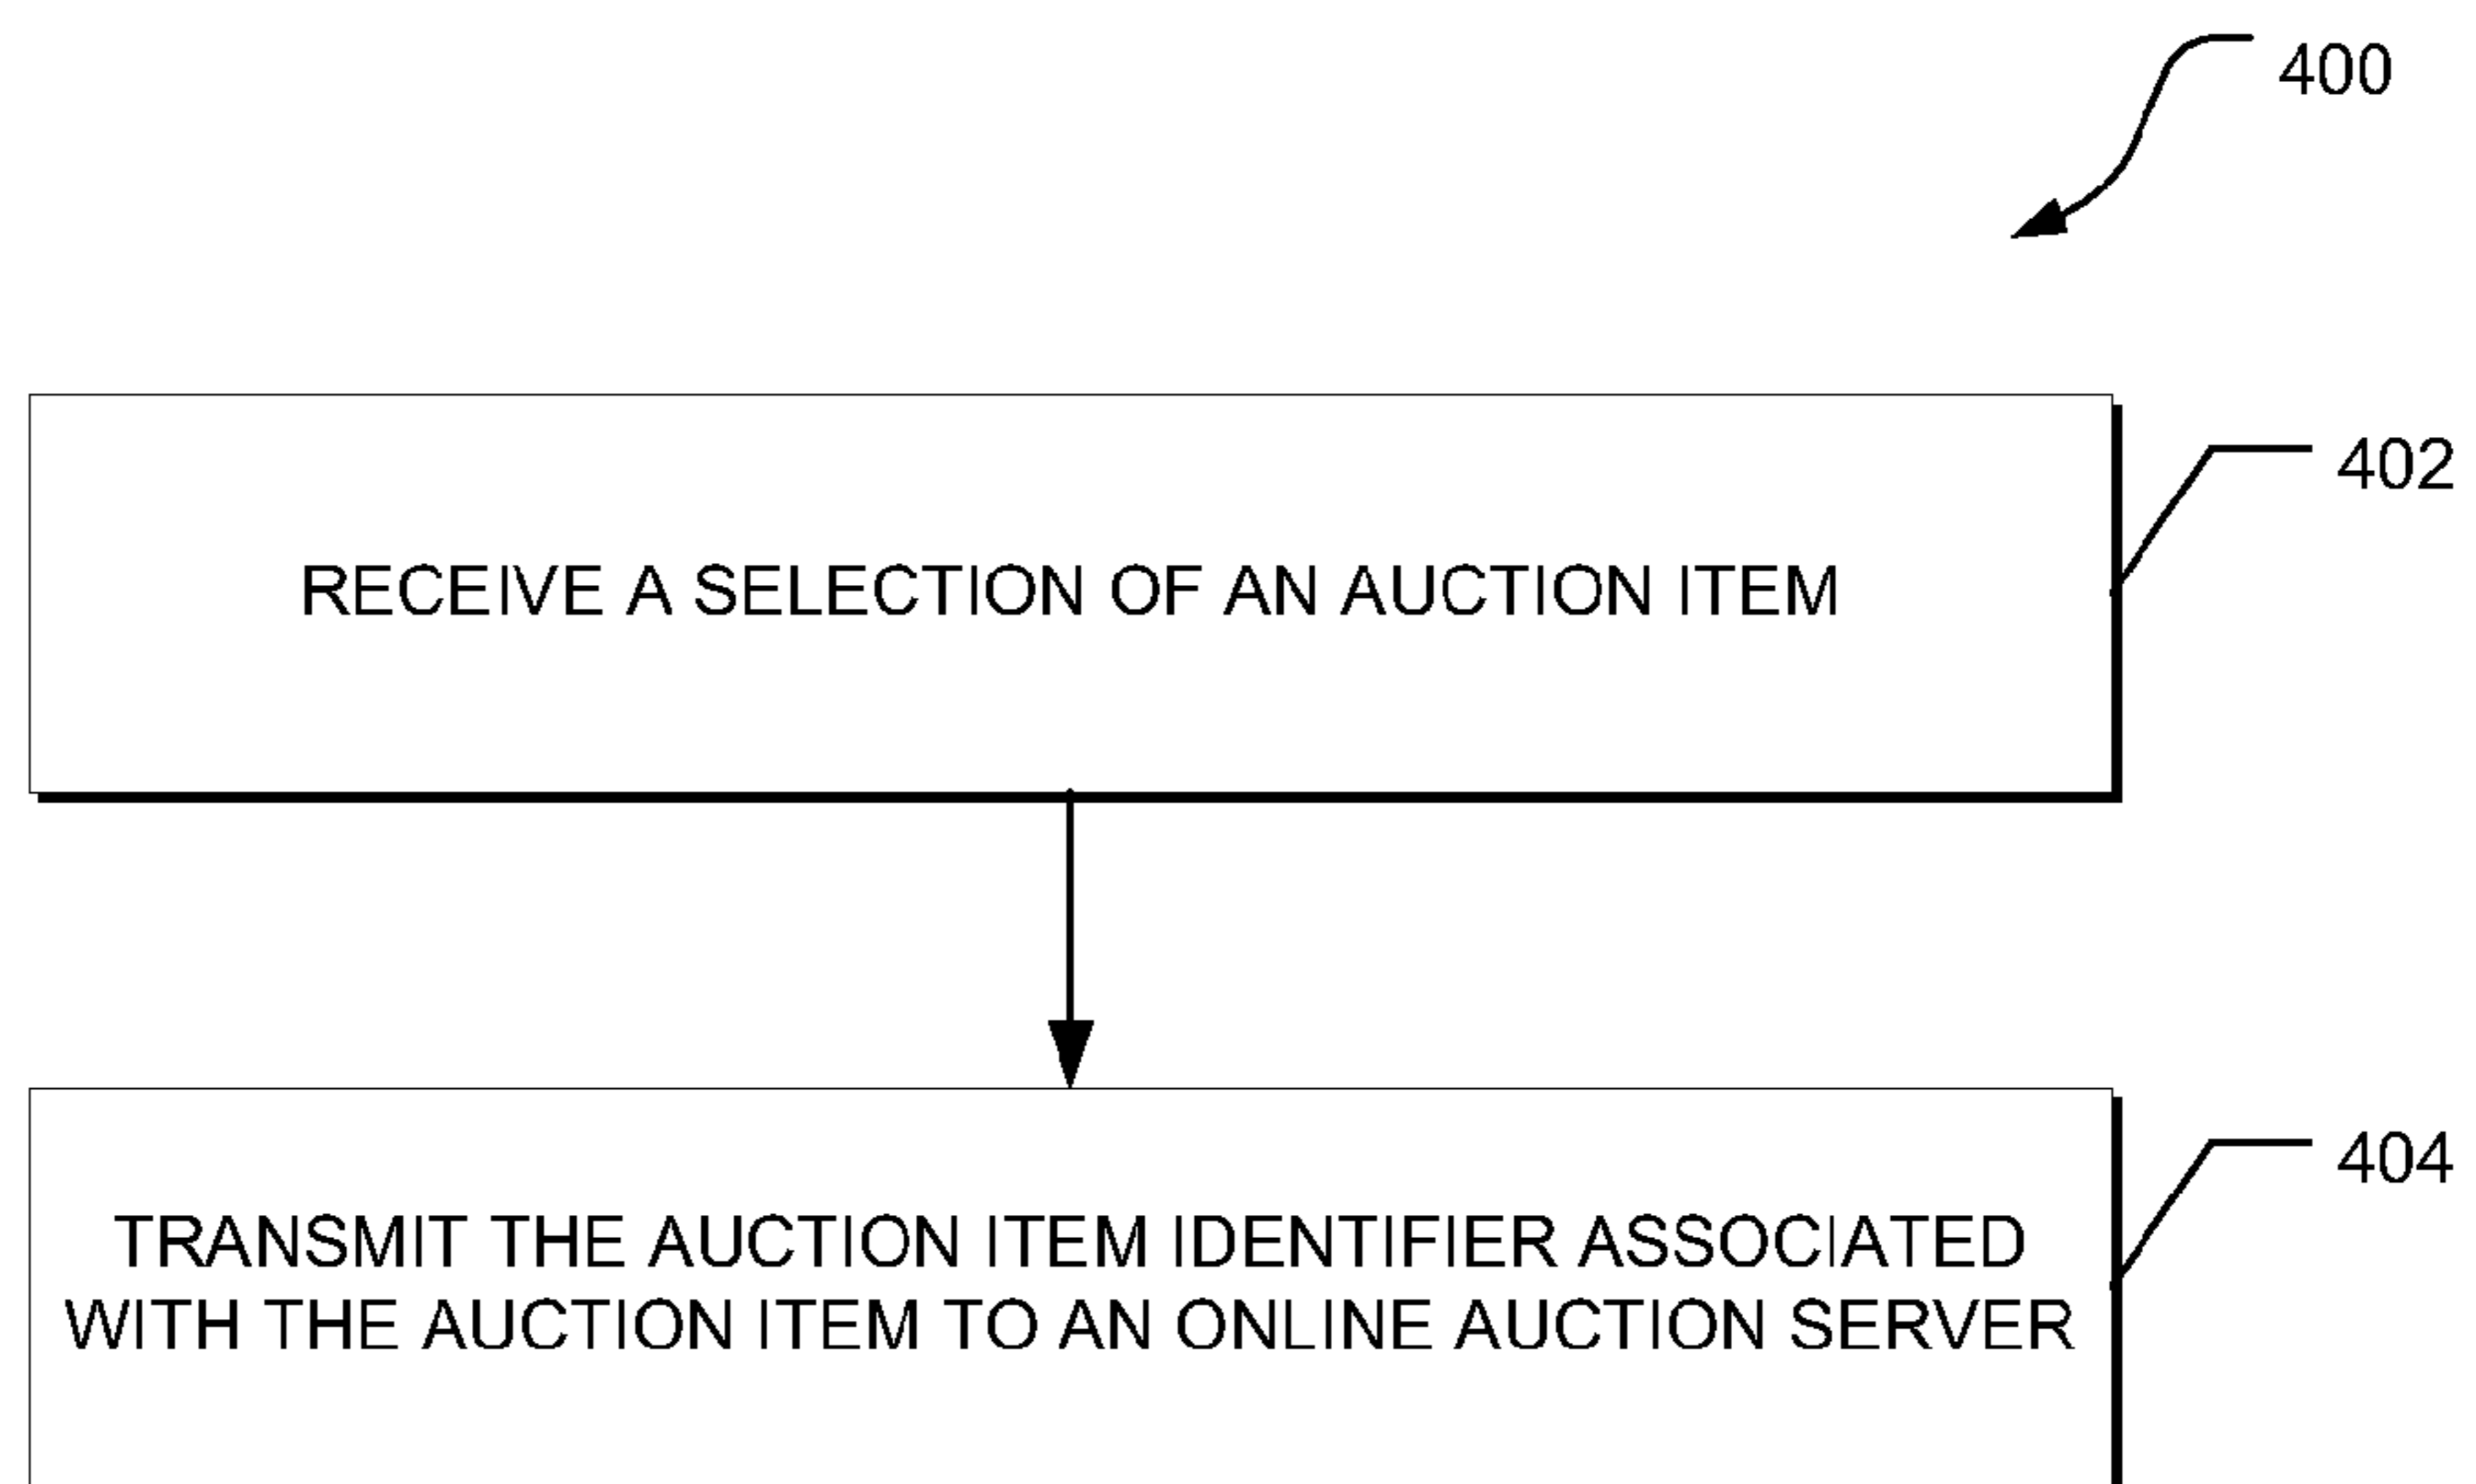 400
402
RECEIVE A SELECTION OF AN AUCTION ITEM
404
TRANSMIT THE AUCTION ITEM IDENTIFIER ASSOCIATED
WITH THE AUCTION ITEM TO AN ONLINE AUCTION SERVER